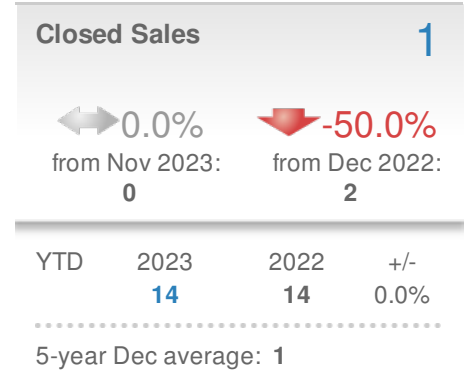 Closed Sales 1
0.0% -50.0%
from Nov 2023: from Dec 2022:
0 2
YTD 2023 2022 +/-
14 14 0.0%
5-year Dec average: 1